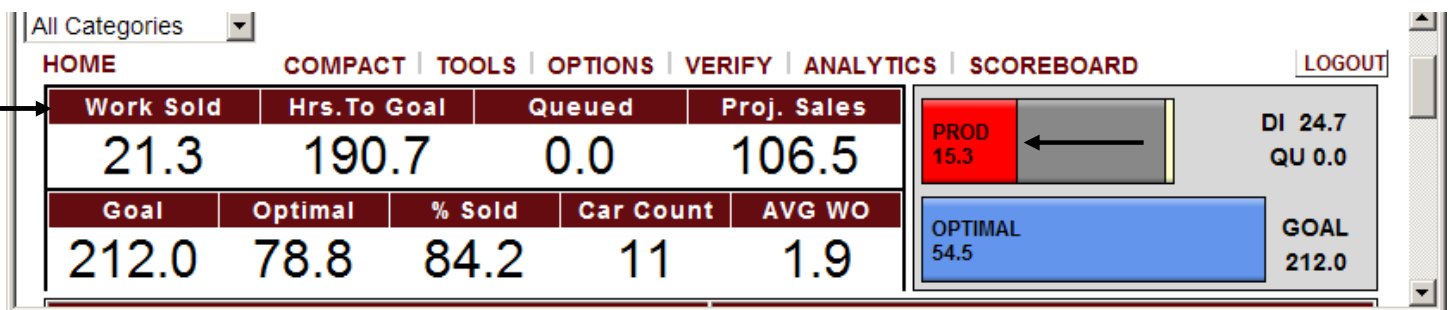 All Categories
HOME COMPACT | TOOLS | OPTIONS | VERIFY | ANALYTICS | SCOREBOARD LOGOUT
Work Sold Hrs.To Goal Queued Proj. Sales
21.3 190.7 0.0 106.5
Goal Optimal % Sold Car Count AVG WO
212.0 78.8 84.2 11 1.9
PROD
15.3
DI 24.7
QU 0.0
OPTIMAL
54.5
GOAL
212.0